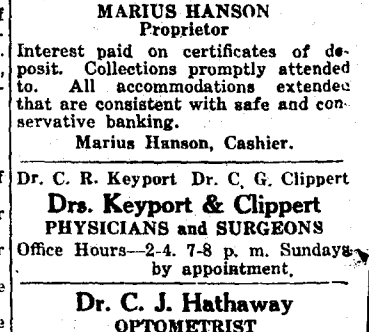 MARIUS HANSON
Proprietor
Interest paid on certificates of de-
posit. Collections promptly attended
to. All accommodations extended
that are consistent with safe and con-
servative banking.
Marius Hanson, Cashier.
Dr. C. R. Keyport Dr. C. G. Clippert
Drs. Keyport & Clippert
PHYSICIANS and SURGEONS
Office Hours—2-4. 7-8 p. m. Sundays
by appointment.
Dr. C. J. Hathaway
OPTOMETRIST